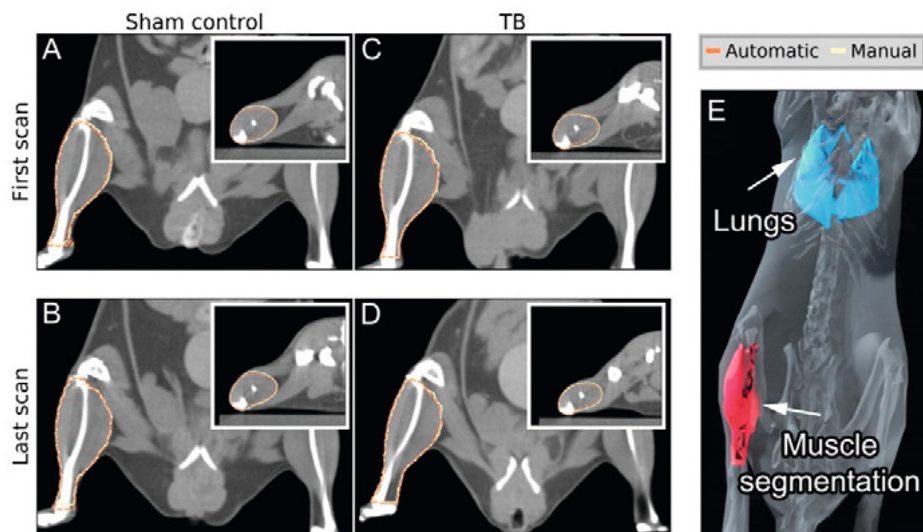 Sham control
TB
A
C
Automatic Manual
First scan
E
Lungs
B
D
Last scan
Muscle
segmentation